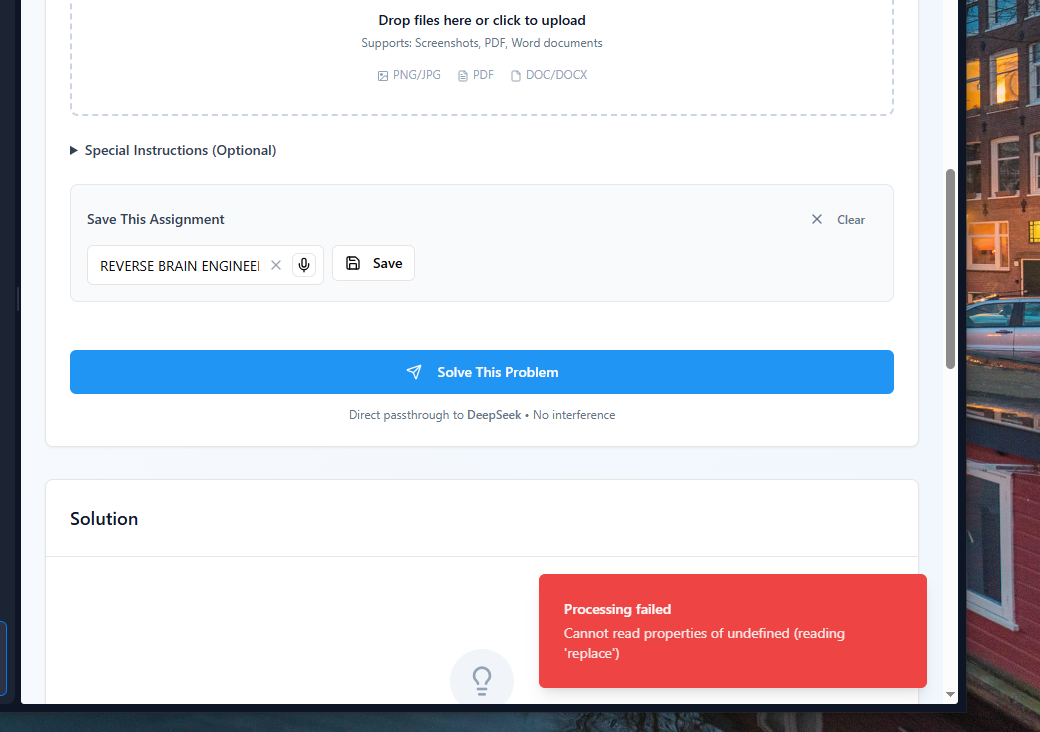 Drop files here or click to upload
Supports: Screenshots, PDF, Word documents
PNG/JPG PDF DOC/DOCX
Special Instructions (Optional)
Save This Assignment
Clear
REVERSE BRAIN ENGINEE
Save
Solve This Problem
Direct passthrough to DeepSeek • No interference
Solution
Processing failed
Cannot read properties of undefined (reading
'replace')